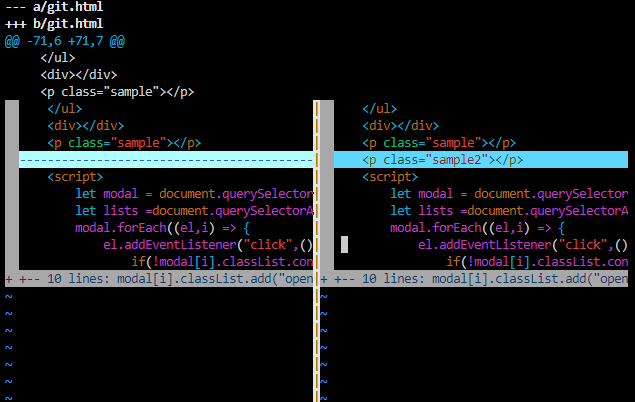 --- a/git.html
+++ b/git.html
@@ -71,6 +71,7 @@
</ul>
<div></div>
<p class="sample"></p>
</ul>
<div></div>
<p class="sample"></p>
---------------------------------------
<script>
let modal = document.querySelector
let lists =document.querySelectorA
modal.forEach((el,i) => {
el.addEventListener("click",()
if(!modal[i].classList.con
+ +-- 10 lines: modal[i].classList.add("open
~
~
~
~
~
~
~
</ul>
<div></div>
<p class="sample"></p>
<p class="sample2"></p>
<script>
let modal = document.querySelector
let lists =document.querySelectorA
modal.forEach((el,i) => {
el.addEventListener("click",()
if(!modal[i].classList.con
+ +-- 10 lines: modal[i].classList.add("open
~
~
~
~
~
~
~